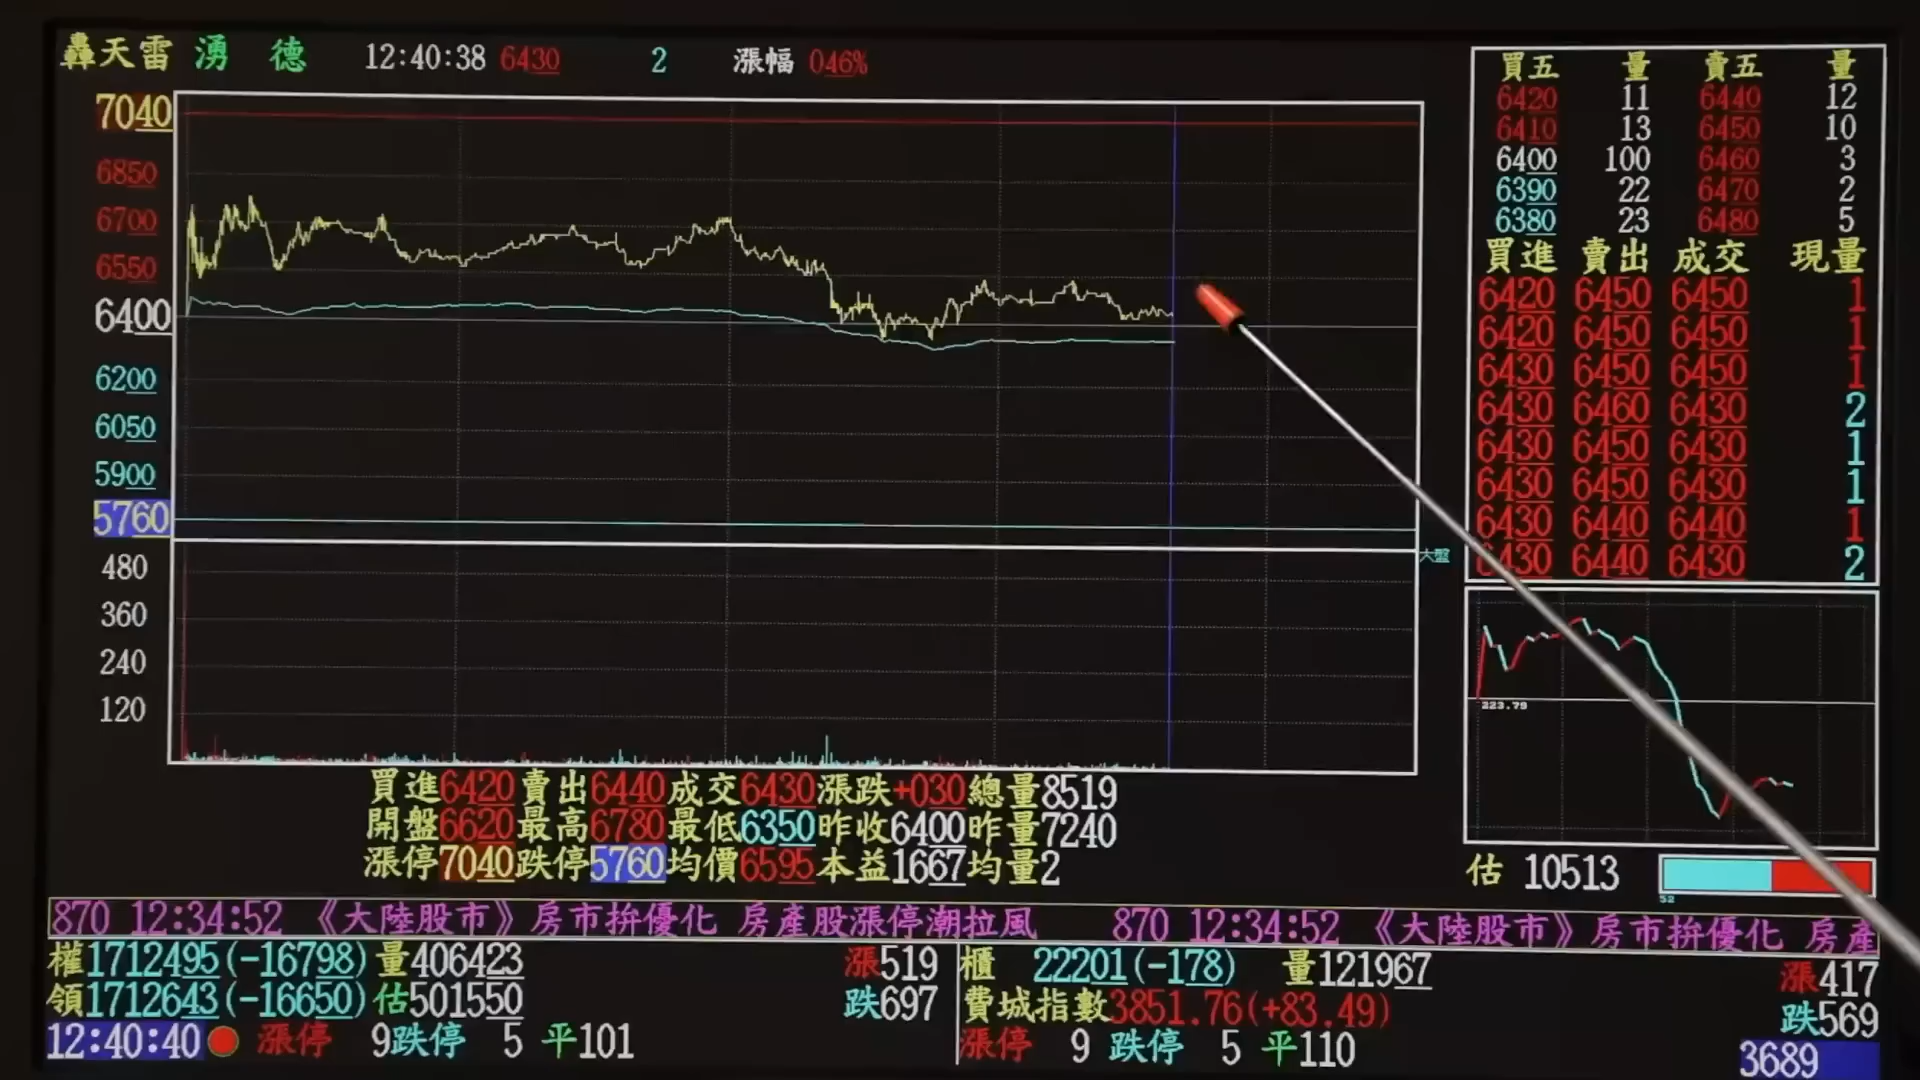 轟天雷 湧 德 12:40:38 6430 2 漲幅 046%
7040
6850
6700
6550
6400
6200
6050
5900
5760
480
360
240
120
買五 量 賣五 量
6420 11 6440 12
6410 13 6450 10
6400 100 6460 3
6390 22 6470 2
6380 23 6480 5
買進 賣出 成交 現量
6420 6450 6450 1
6420 6450 6450 1
6430 6450 6450 1
6430 6460 6430 2
6430 6450 6430 1
6430 6450 6430 1
6430 6440 6440 1
6430 6440 6430 2
大盤
223.79
估 10513
52
買進6420賣出6440成交6430漲跌+030總量8519
開盤6620最高6780最低6350昨收6400昨量7240
漲停7040跌停5760均價6595本益1667均量2
870 12:34:52 《大陸股市》房市拚優化 房產股漲停潮拉風 870 12:34:52 《大陸股市》房市拚優化 房產
權1712495(-16798)量406423 漲519
領1712643(-16650)估501550 跌697
12:40:40 漲停 9跌停 5 平101
櫃 22201(-178) 量121967 漲417
費城指數3851.76(+83.49) 跌569
漲停 9 跌停 5 平110 3689